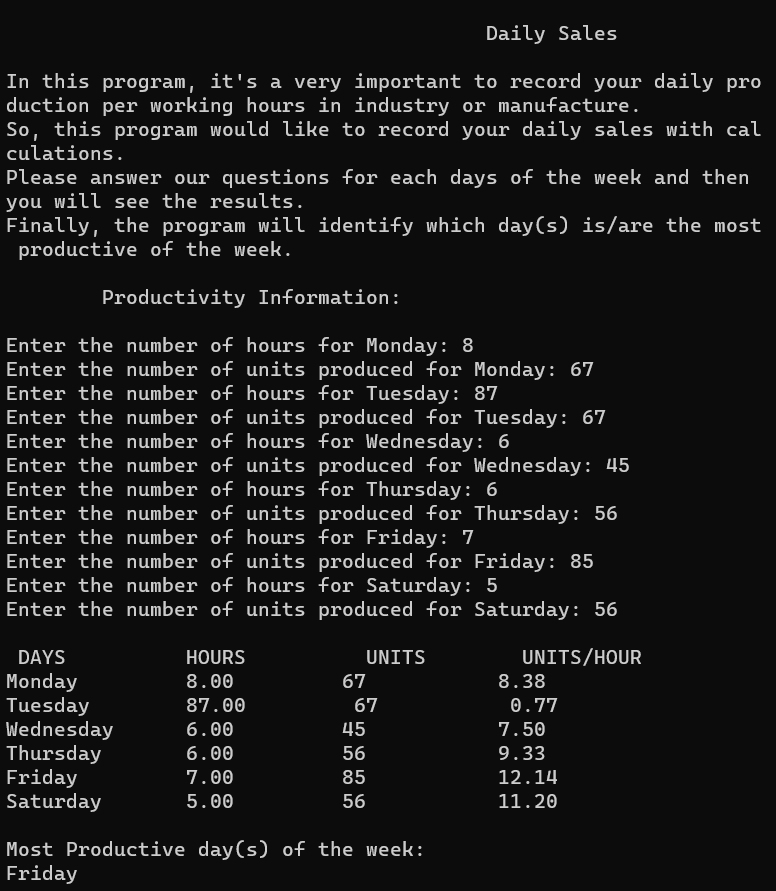 Daily Sales
In this program, it's a very important to record your daily pro
duction per working hours in industry or manufacture.
So, this program would like to record your daily sales with cal
culations.
Please answer our questions for each days of the week and then
you will see the results.
Finally, the program will identify which day(s) is/are the most
 productive of the week.
Productivity Information:
Enter the number of hours for Monday: 8
Enter the number of units produced for Monday: 67
Enter the number of hours for Tuesday: 87
Enter the number of units produced for Tuesday: 67
Enter the number of hours for Wednesday: 6
Enter the number of units produced for Wednesday: 45
Enter the number of hours for Thursday: 6
Enter the number of units produced for Thursday: 56
Enter the number of hours for Friday: 7
Enter the number of units produced for Friday: 85
Enter the number of hours for Saturday: 5
Enter the number of units produced for Saturday: 56
DAYS HOURS UNITS UNITS/HOUR
Monday 8.00 67 8.38
Tuesday 87.00 67 0.77
Wednesday 6.00 45 7.50
Thursday 6.00 56 9.33
Friday 7.00 85 12.14
Saturday 5.00 56 11.20
Most Productive day(s) of the week:
Friday